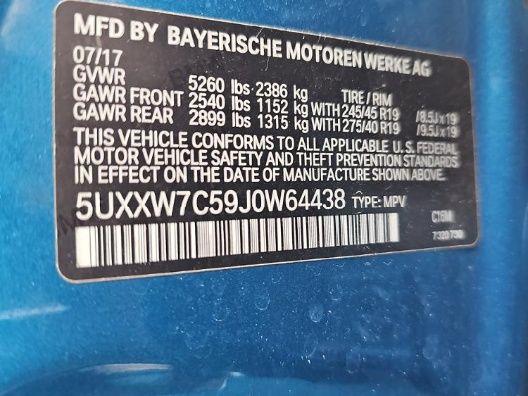 MFD BY BAYERISCHE MOTOREN WERKE AG
07/17
GVWR 5260 lbs 2386 kg TIRE / RIM
GAWR FRONT 2540 lbs 1152 kg WITH 245/45 R19 /8.5J x 19
GAWR REAR 2899 lbs 1315 kg WITH 275/40 R19 /9.5J x 19
THIS VEHICLE CONFORMS TO ALL APPLICABLE U.S. FEDERAL
MOTOR VEHICLE SAFETY AND THEFT PREVENTION STANDARDS
IN EFFECT ON THE DATE OF MANUFACTURE SHOWN ABOVE.
5UXXW7C59J0W64438 TYPE: MPV